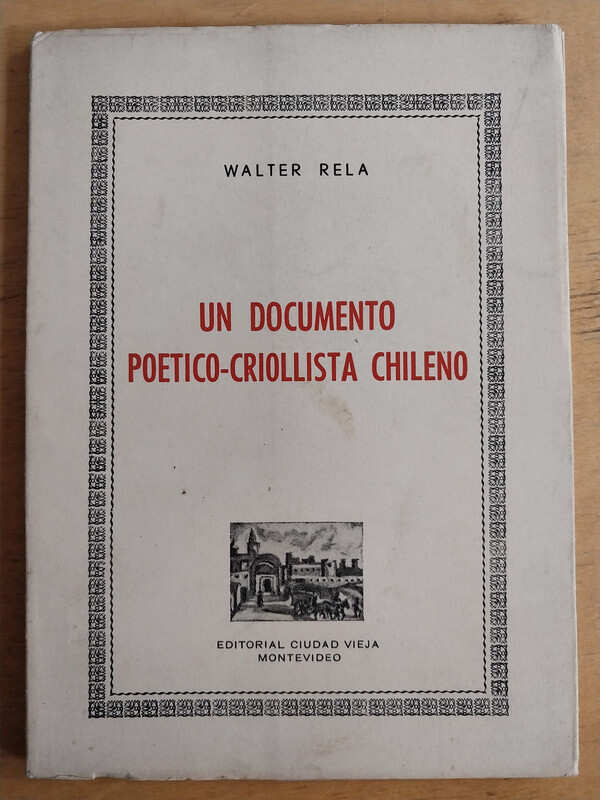 WALTER RELA
UN DOCUMENTO
POETICO-CRIOLLISTA CHILENO
EDITORIAL CIUDAD VIEJA
MONTEVIDEO